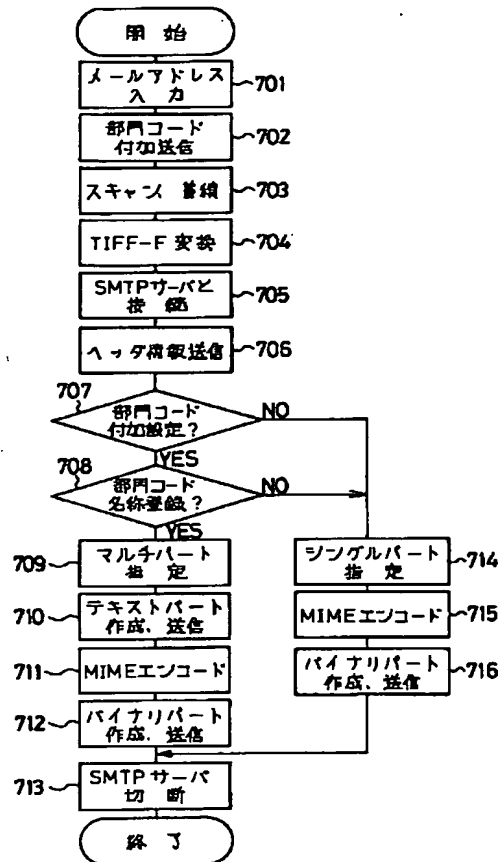 開始
メールアドレス
入力
701
部門コード
付加送信
702
スキャン 蓄積
703
TIFF-F変換
704
SMTPサーバと
接続
705
ヘッダ情報送信
706
707
部門コード
付加設定?
NO
YES
708
部門コード
名称登録?
NO
YES
709
マルチパート
指定
710
テキストパート
作成、送信
711
MIMEエンコード
712
バイナリパート
作成、送信
シングルパート
指定
714
MIMEエンコード
715
バイナリパート
作成、送信
716
713
SMTPサーバ
切断
終了